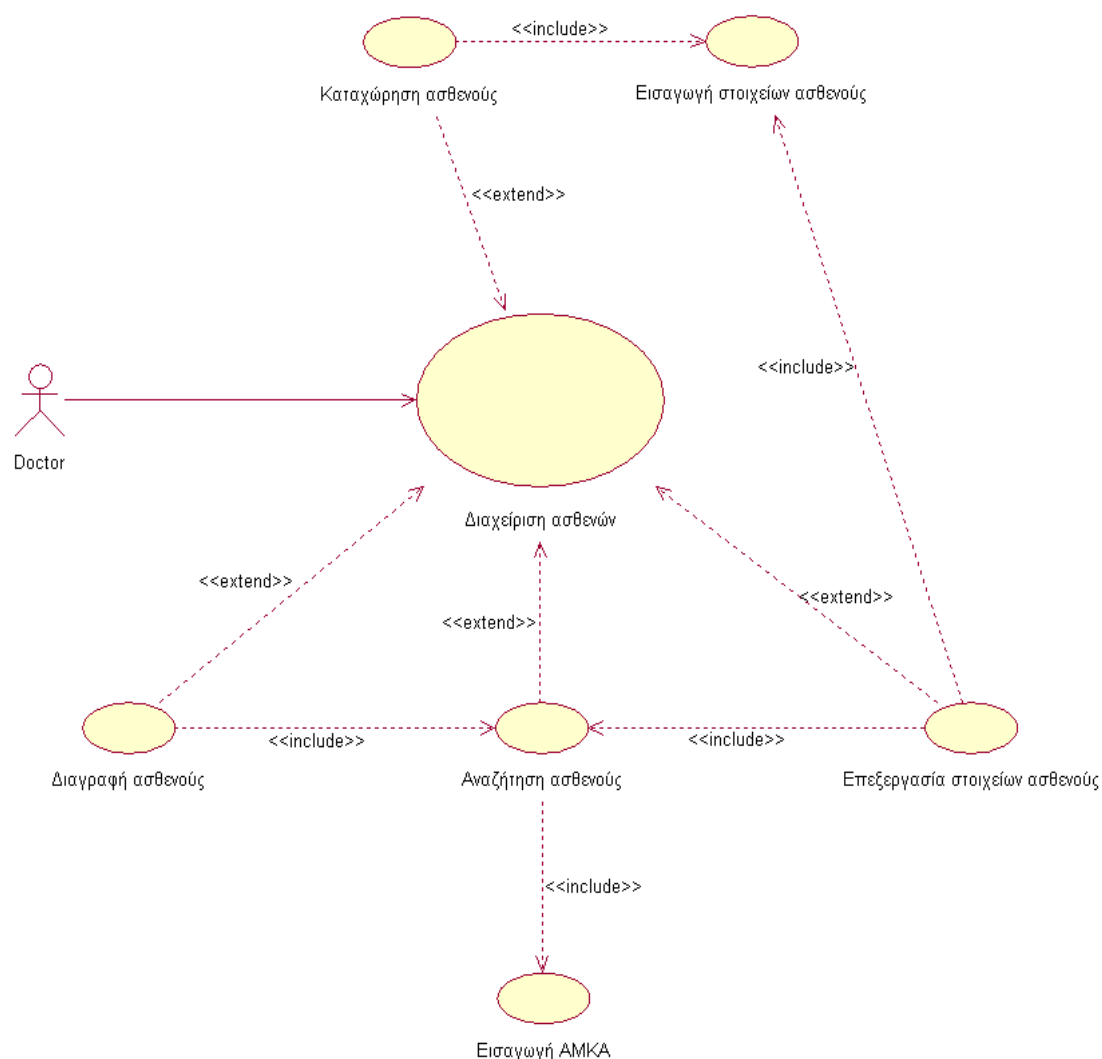 <<include>>
Καταχώρηση ασθενούς
Εισαγωγή στοιχείων ασθενούς
<<extend>>
<<include>>
Doctor
Διαχείριση ασθενών
<<extend>>
<<extend>>
<<extend>>
<<include>>
<<include>>
Διαγραφή ασθενούς
Αναζήτηση ασθενούς
Επεξεργασία στοιχείων ασθενούς
<<include>>
Εισαγωγή ΑΜΚΑ